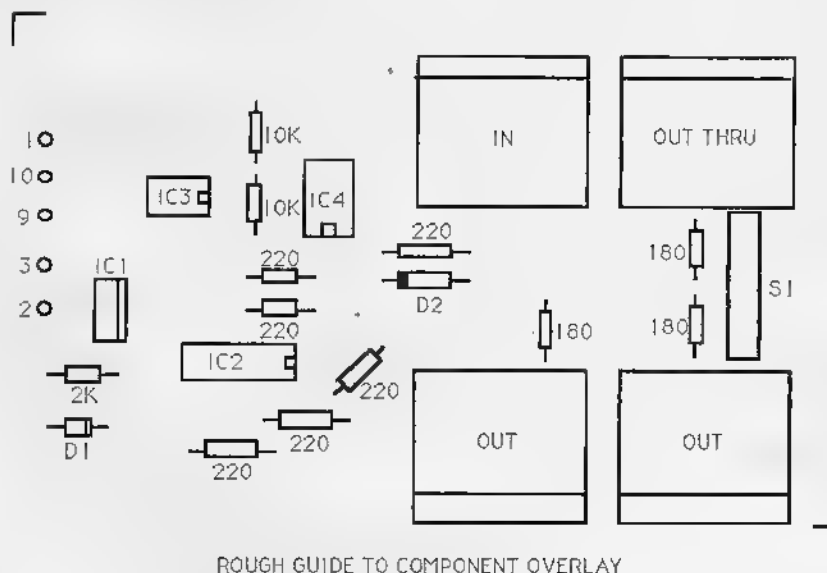 1
10
9
3
2
10K
10K
IC3
IC4
IC1
220
220
IC2
2K
D1
220
220
220
220
D2
IN
OUT THRU
180
180
180
S1
OUT
OUT
ROUGH GUIDE TO COMPONENT OVERLAY